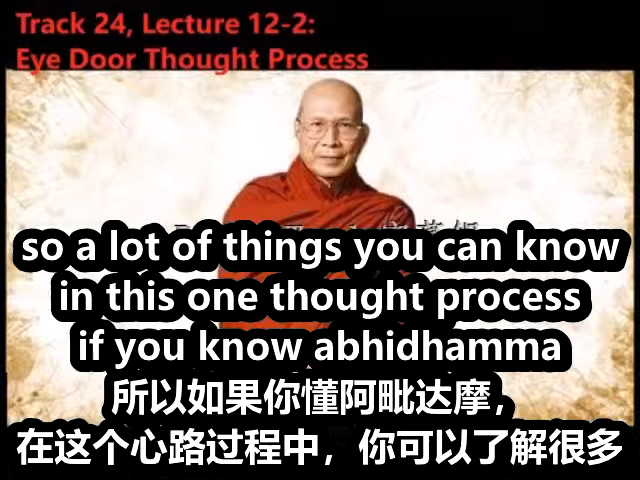 Track 24, Lecture 12-2:
Eye Door Thought Process
so a lot of things you can know
in this one thought process
if you know abhidhamma
所以如果你懂阿毗达摩，
在这个心路过程中，你可以了解很多